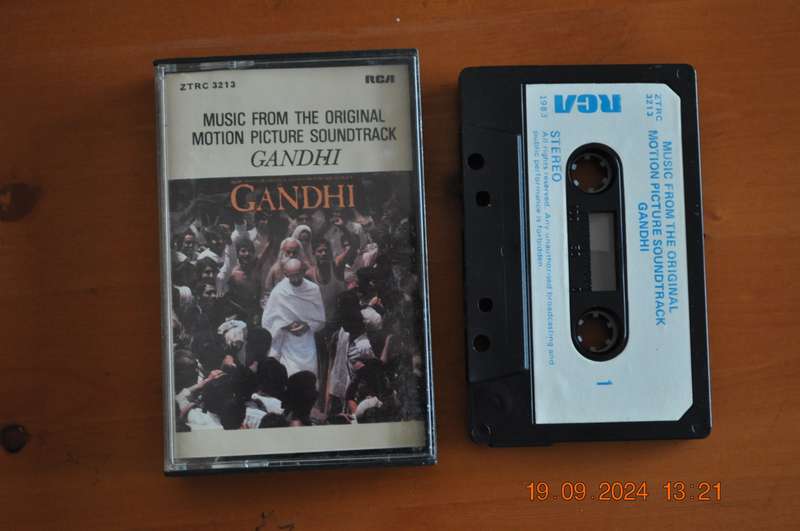 ZTRC 3213
RCA
MUSIC FROM THE ORIGINAL
MOTION PICTURE SOUNDTRACK
GANDHI
GANDHI
RCA
ZTRC
3213
MUSIC FROM THE ORIGINAL
MOTION PICTURE SOUNDTRACK
GANDHI
1983
STEREO
All rights reserved. Any unauthorised broadcasting and
public performance is forbidden
1
19.09.2024 13:21